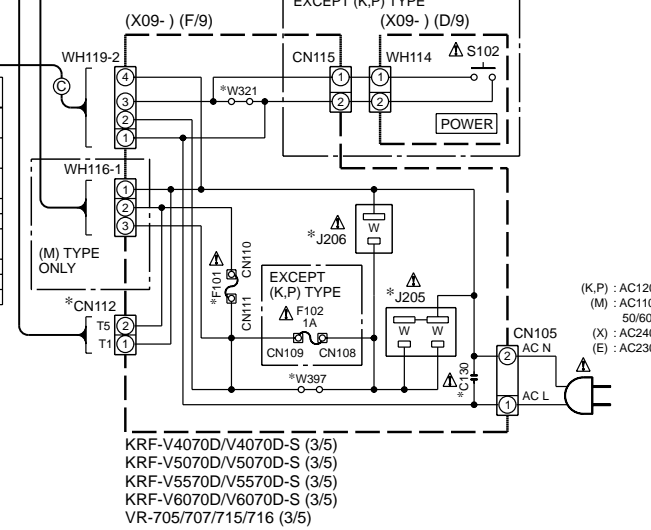 EXCEPT (K,P) TYPE
(X09- ) (F/9)
(X09- ) (D/9)
WH119-2
CN115
WH114
⚠ S102
C
4
3
2
1
*W321
1
2
1
2
POWER
WH116-1
1
2
3
(M) TYPE
ONLY
*CN112
T5 2
T1 1
⚠
*F101
CN110
CN111
⚠
*J206
W
EXCEPT
(K,P) TYPE
⚠ F102
1A
CN109
CN108
⚠
*J205
W
W
*W397
⚠
*C130
CN105
2 AC N
1 AC L
⚠
(K,P) : AC120
(M) : AC110
50/60
(X) : AC240
(E) : AC230
KRF-V4070D/V4070D-S (3/5)
KRF-V5070D/V5070D-S (3/5)
KRF-V5570D/V5570D-S (3/5)
KRF-V6070D/V6070D-S (3/5)
VR-705/707/715/716 (3/5)